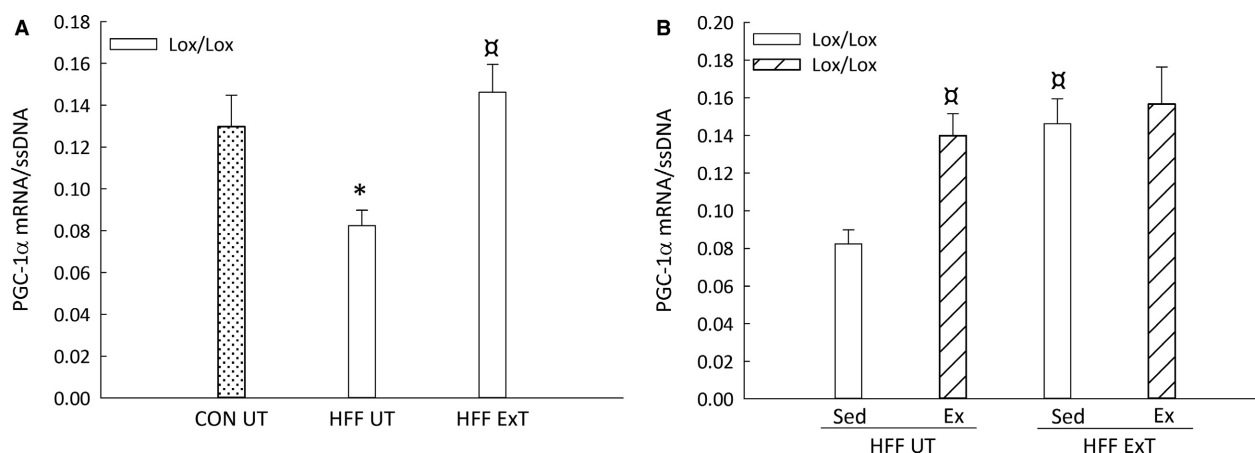 A
0.18
0.16
0.14
0.12
0.10
0.08
0.06
0.04
0.02
0.00
PGC-1α mRNA/ssDNA
Lox/Lox
*
¤
CON UT HFF UT HFF ExT
B
0.20
0.18
0.16
0.14
0.12
0.10
0.08
0.06
0.04
0.02
0.00
PGC-1α mRNA/ssDNA
Lox/Lox
Lox/Lox
¤ ¤
Sed Ex Sed Ex
HFF UT HFF ExT